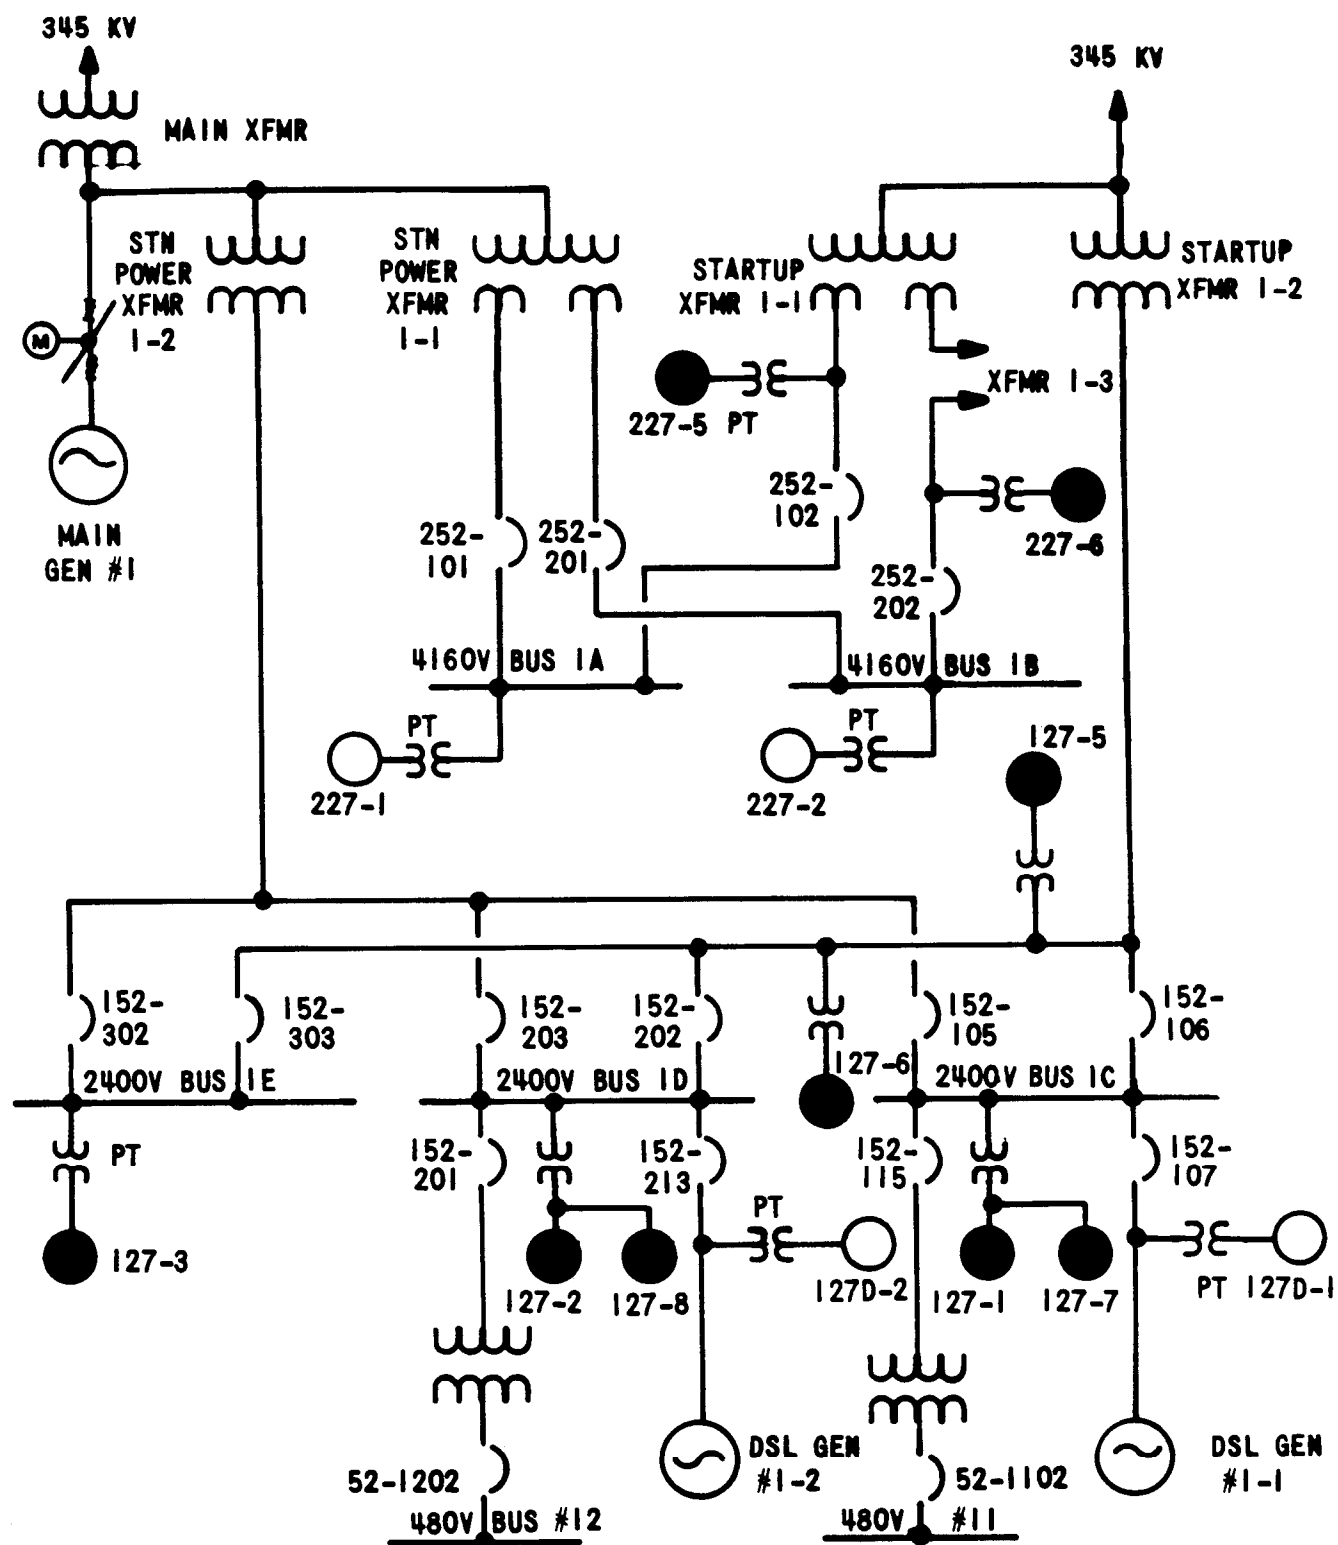 345 KV
345 KV
MAIN XFMR
STN
POWER
XFMR
1-2
STN
POWER
XFMR
1-1
STARTUP
XFMR 1-1
STARTUP
XFMR 1-2
M
XFMR 1-3
227-5 PT
252-
102
227-6
MAIN
GEN #1
252-
101
252-
201
252-
202
4160V BUS 1A
4160V BUS 1B
PT
227-1
PT
227-2
127-5
152-
302
152-
303
152-
203
152-
202
152-
105
152-
106
127-6
2400V BUS 1E
2400V BUS 1D
2400V BUS 1C
PT
127-3
152-
201
152-
213
152-
115
152-
107
PT
127-2
127-8
127D-2
127-1
127-7
PT 127D-1
52-1202
DSL GEN
#1-2
52-1102
DSL GEN
#1-1
480V BUS #12
480V #11